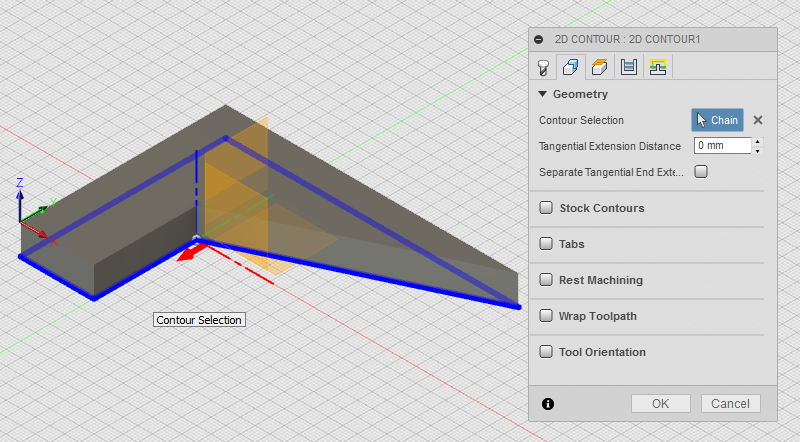 2D CONTOUR : 2D CONTOUR1
Geometry
Contour Selection
Chain
Tangential Extension Distance
0 mm
Separate Tangential End Exte...
Stock Contours
Tabs
Rest Machining
Wrap Toolpath
Tool Orientation
OK
Cancel
Z
Y
X
Contour Selection